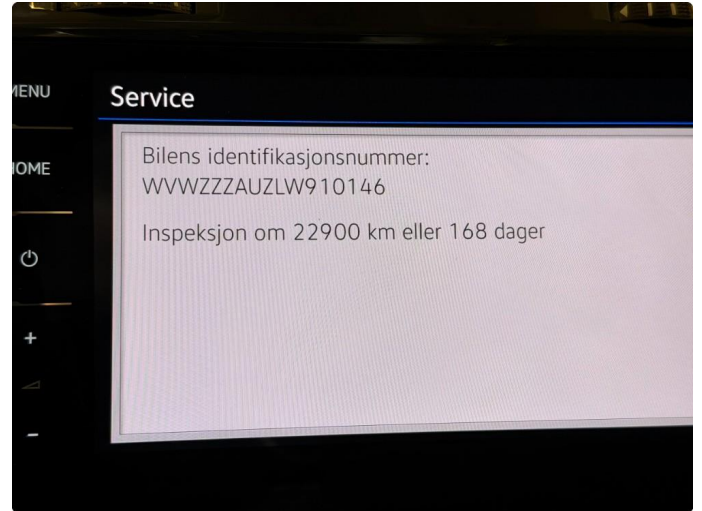 MENU
Service
HOME
Bilens identifikasjonsnummer:
WVWZZZAUZLW910146
Inspeksjon om 22900 km eller 168 dager
+
-